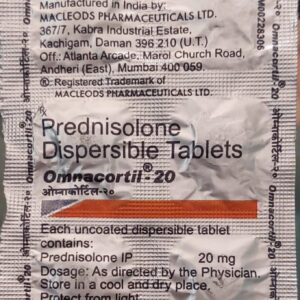 Manufactured in India by:
MACLEODS PHARMACEUTICALS LTD.
367/7, Kabra Industrial Estate,
Kachigam, Daman 396 210 (U.T.)
Off.: Atlanta Arcade, Marol Church Road,
Andheri (East), Mumbai 400 059.
®: Registered Trademark of
MACLEODS PHARMACEUTICALS LTD.
Prednisolone
Dispersible Tablets
Omnacortil®-20
ओम्नाकॉर्टिल-२०
Each uncoated dispersible tablet
contains:
Prednisolone IP 20 mg
Dosage: As directed by the Physician.
Store in a cool and dry place.
Protect from light
Omnacortil®-20